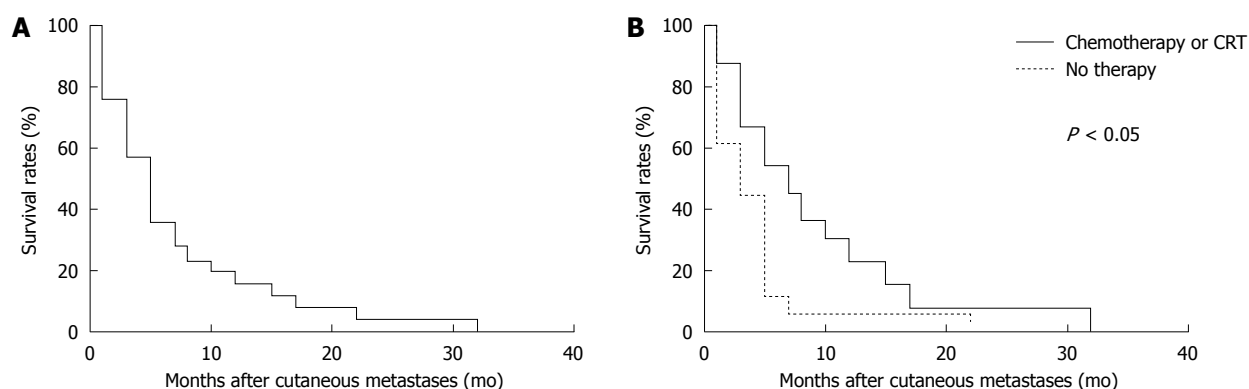 A
100
80
60
40
20
0
Survival rates (%)
0 10 20 30 40
Months after cutaneous metastases (mo)
B
100
80
60
40
20
0
Survival rates (%)
0 10 20 30 40
Months after cutaneous metastases (mo)
Chemotherapy or CRT
No therapy
P < 0.05